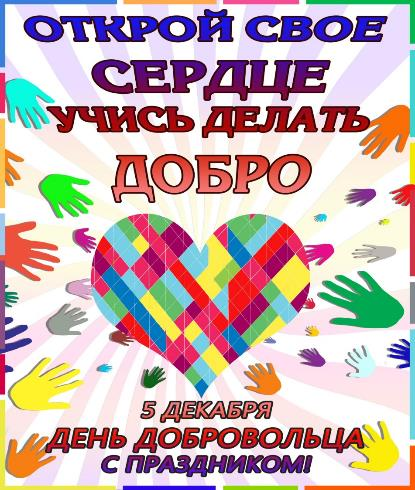 ОТКРОЙ СВОЕ
СЕРДЦЕ
УЧИСЬ ДЕЛАТЬ
ДОБРО
5 ДЕКАБРЯ
ДЕНЬ ДОБРОВОЛЬЦА
С ПРАЗДНИКОМ!